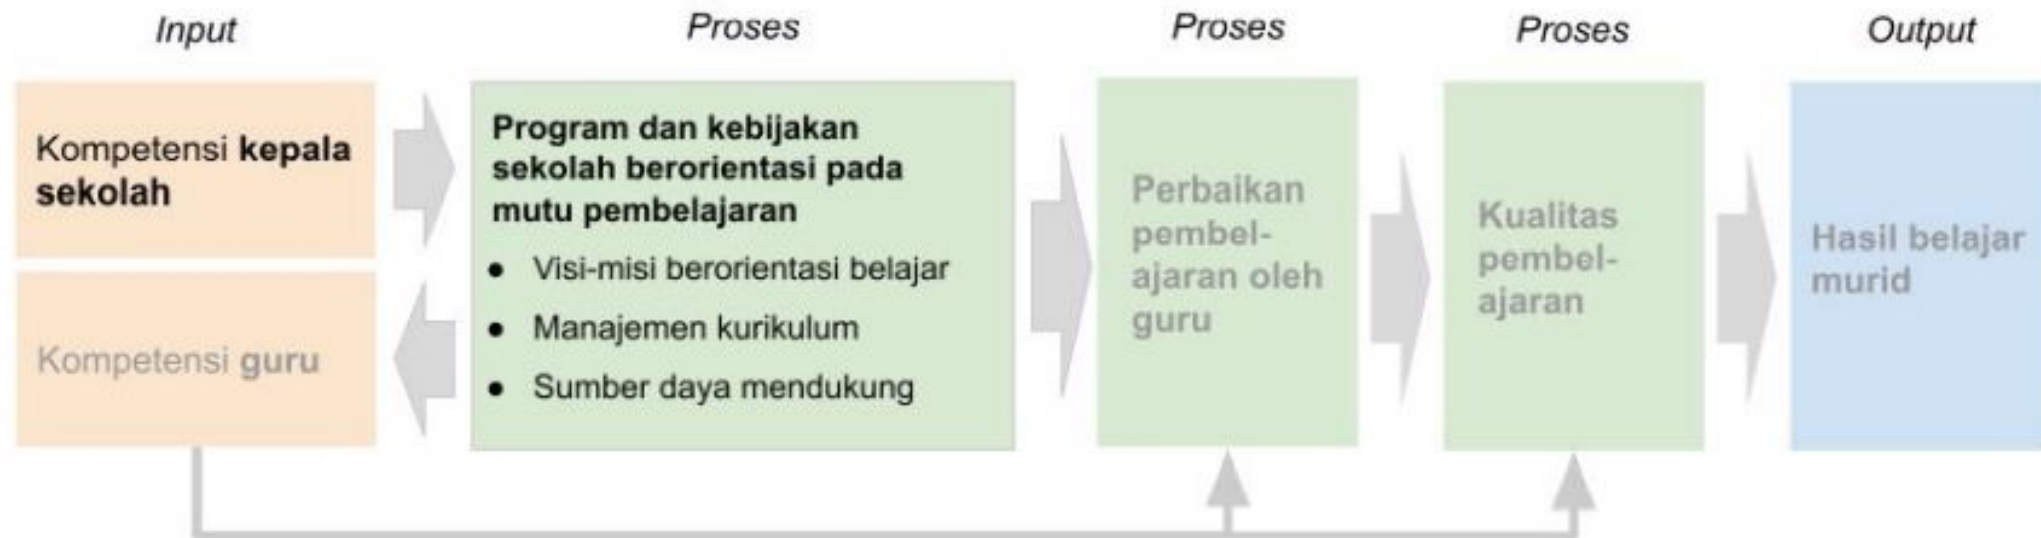 Input
Proses
Proses
Proses
Output
Kompetensi kepala
sekolah
Kompetensi guru
Program dan kebijakan
sekolah berorientasi pada
mutu pembelajaran
● Visi-misi berorientasi belajar
● Manajemen kurikulum
● Sumber daya mendukung
Perbaikan
pembel-
ajaran oleh
guru
Kualitas
pembel-
ajaran
Hasil belajar
murid